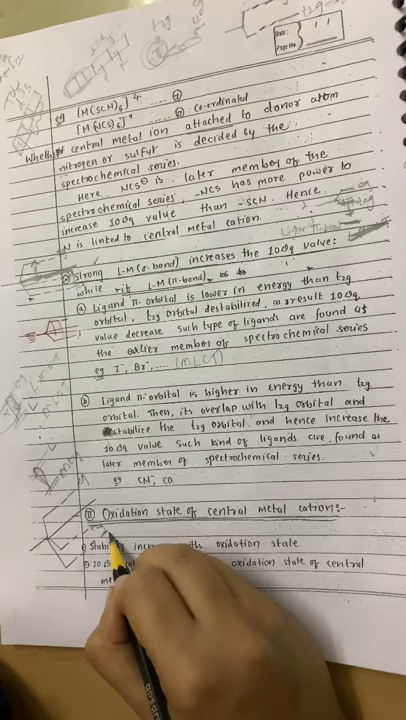 t2g
t2g
Date:
Page No:
eg [M(SCN)6]4- .... I
[M(NCS)6]4- .... II co-ordinated
Whether central metal ion attached to donor atom
nitrogen or sulfur is decided by the
spectrochemical series.
Here NCS⊖ is later member of the
spectrochemical series, -NCS has more power to
increase 10Dq value than -SCN. Hence,
N is linked to central metal cation.
Strong L-M(σ-bond) increases the 10Dq value:
while L-M(π-bond),
(a) Ligand π-orbital is lower in energy than t2g
orbital, t2g orbital destabilized, as result 10Dq
value decrease such type of ligands are found as
the earlier member of spectrochemical series
eg I-, Br-,.... (MLCT)
(b) Ligand π-orbital is higher in energy than t2g
orbital. Then, its overlap with t2g orbital and
stabilize the t2g orbital and hence increase the
10Dq value. Such kind of ligands are found as
later member of spectrochemical series.
eg CN-, CO.
II Oxidation state of central metal cation:-
with oxidation state.
oxidation state of central
MLCT